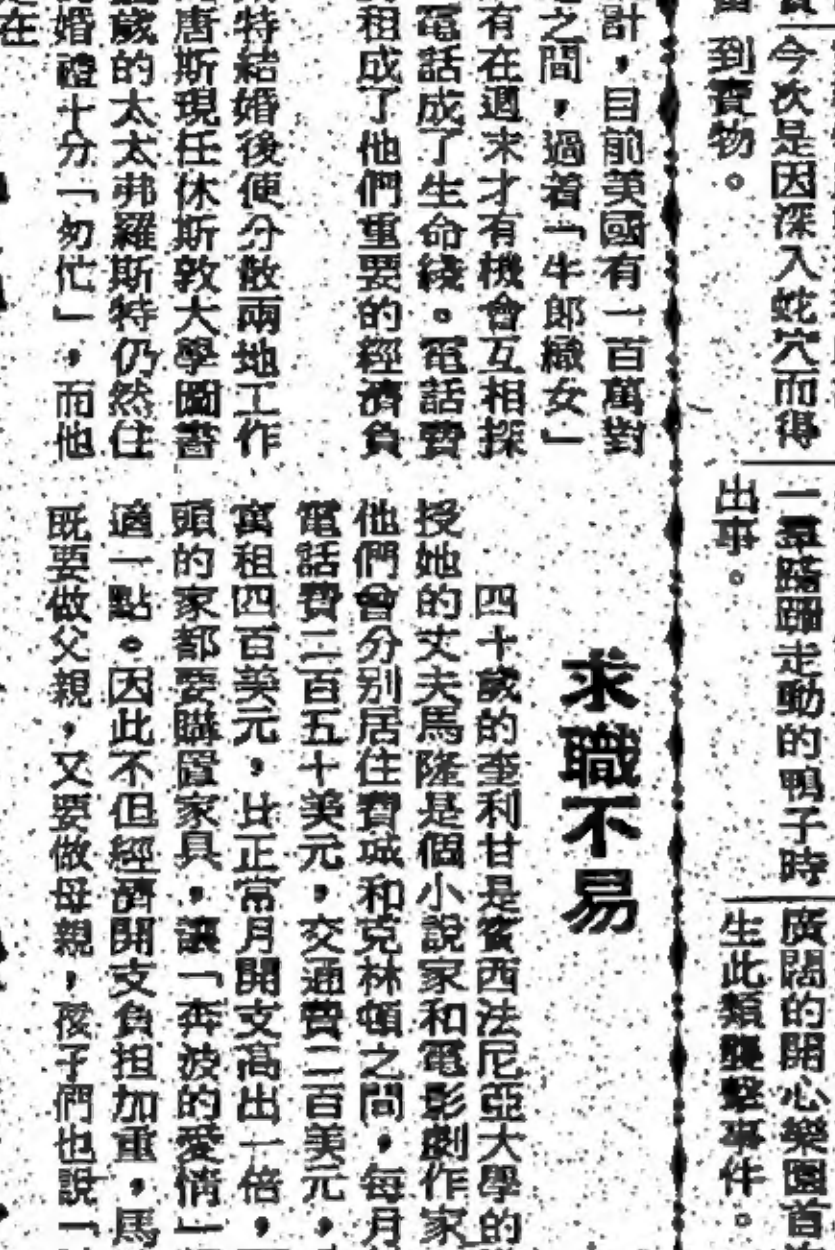 今次是因深入蛇穴而得
到寶物。
一羣蹣跚走動的鴨子時
出事。
廣闊的開心樂園首
生此類襲擊事件。
計，目前美國有一百萬對
之間，過着「牛郎織女」
有在週末才有機會互相探
電話成了生命綫。電話費
組成了他們重要的經濟負
特結婚後便分散兩地工作
唐斯現任休斯敦大學圖書
歲的太太弗羅斯特仍然住
婚禮十分「匆忙」，而他
在
求職不易
四十歲的奎利甘是賓西法尼亞大學的
授她的丈夫馬隆是個小說家和電影劇作家
他們曾分別居住費城和克林頓之間，每月
電話費二百五十美元，交通費二百美元，
寓租四百美元，比正常月開支高出一倍，
頭的家都要購置家具，讓「奔波的愛情」
適一點。因此不但經濟開支負担加重，馬
既要做父親，又要做母親，孩子們也說「